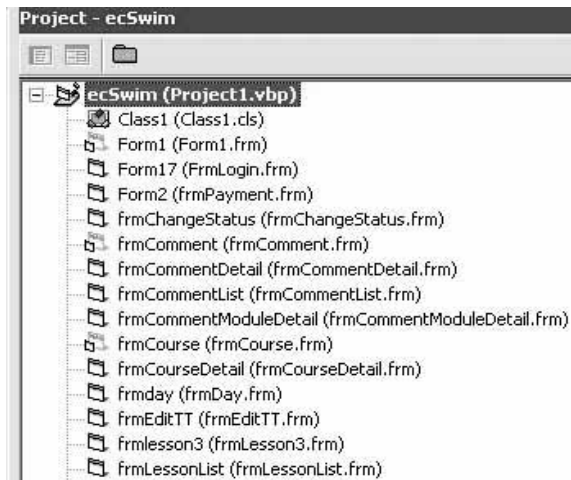 Project - ecSwim
ecSwim (Project1.vbp)
Class1 (Class1.cls)
Form1 (Form1.frm)
Form17 (FrmLogin.frm)
Form2 (frmPayment.frm)
frmChangeStatus (frmChangeStatus.frm)
frmComment (frmComment.frm)
frmCommentDetail (frmCommentDetail.frm)
frmCommentList (frmCommentList.frm)
frmCommentModuleDetail (frmCommentModuleDetail.frm)
frmCourse (frmCourse.frm)
frmCourseDetail (frmCourseDetail.frm)
frmday (frmDay.frm)
frmEditTT (frmEditTT.frm)
frmlesson3 (frmLesson3.frm)
frmLessonList (frmLessonList.frm)